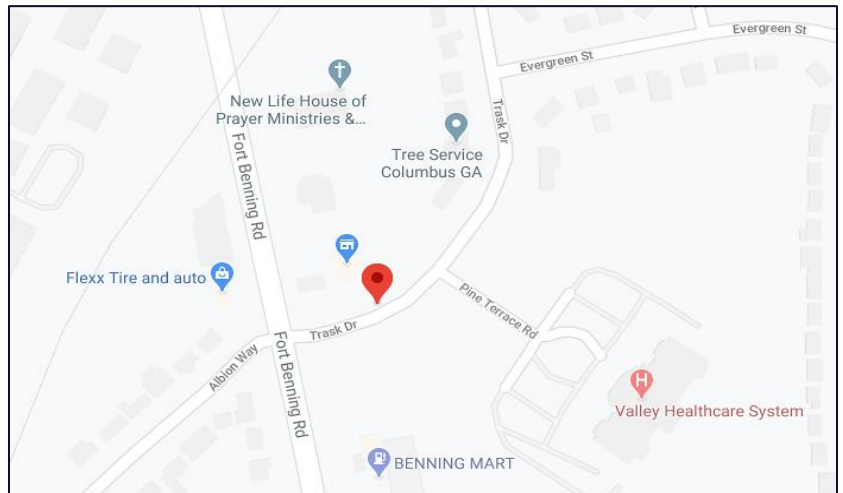 Evergreen St
Evergreen St
New Life House of
Prayer Ministries &...
Trask Dr
Tree Service
Columbus GA
Fort Benning Rd
Flexx Tire and auto
Pine Terrace Rd
Trask Dr
Albion Way
Fort Benning Rd
H
Valley Healthcare System
BENNING MART